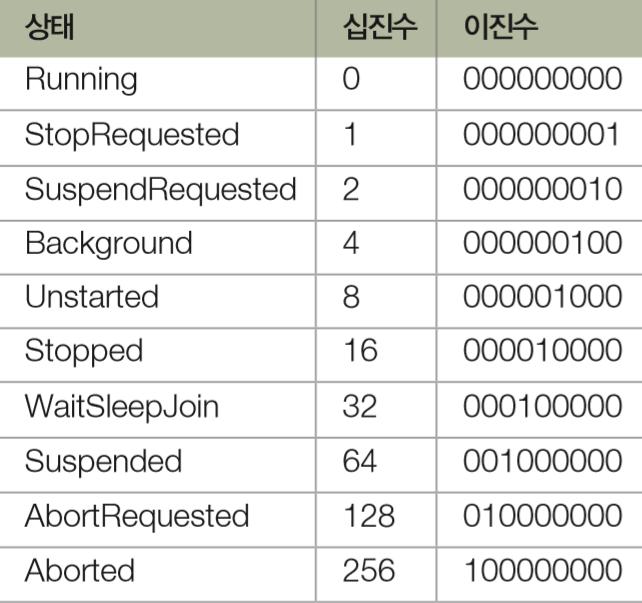 상태 십진수 이진수
Running 0 000000000
StopRequested 1 000000001
SuspendRequested 2 000000010
Background 4 000000100
Unstarted 8 000001000
Stopped 16 000010000
WaitSleepJoin 32 000100000
Suspended 64 001000000
AbortRequested 128 010000000
Aborted 256 100000000